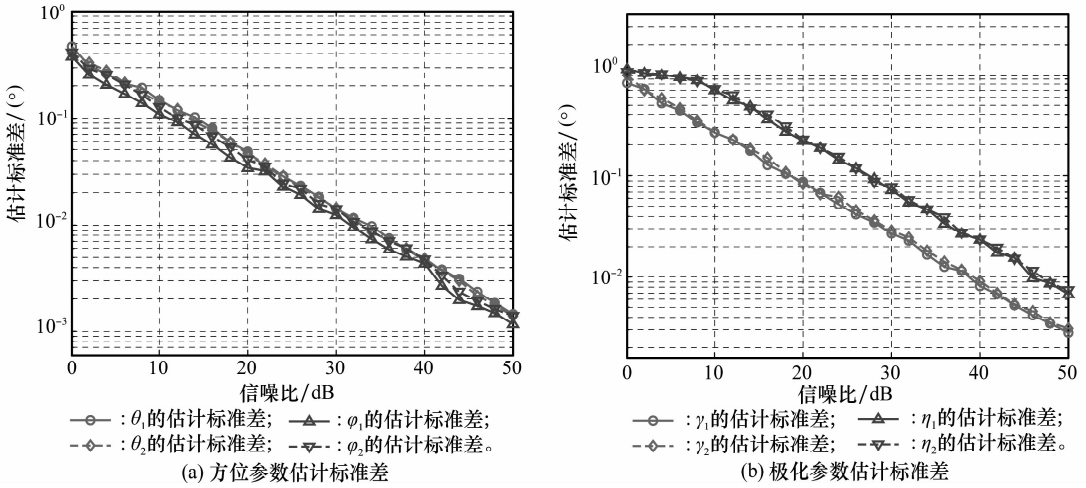 10⁰
10⁻¹
10⁻²
10⁻³
估计标准差/(°)
0 10 20 30 40 50
信噪比/dB
: θ₁的估计标准差; : φ₁的估计标准差;
: θ₂的估计标准差; : φ₂的估计标准差。
(a) 方位参数估计标准差
10⁰
10⁻¹
10⁻²
估计标准差/(°)
0 10 20 30 40 50
信噪比/dB
: γ₁的估计标准差; : η₁的估计标准差;
: γ₂的估计标准差; : η₂的估计标准差。
(b) 极化参数估计标准差